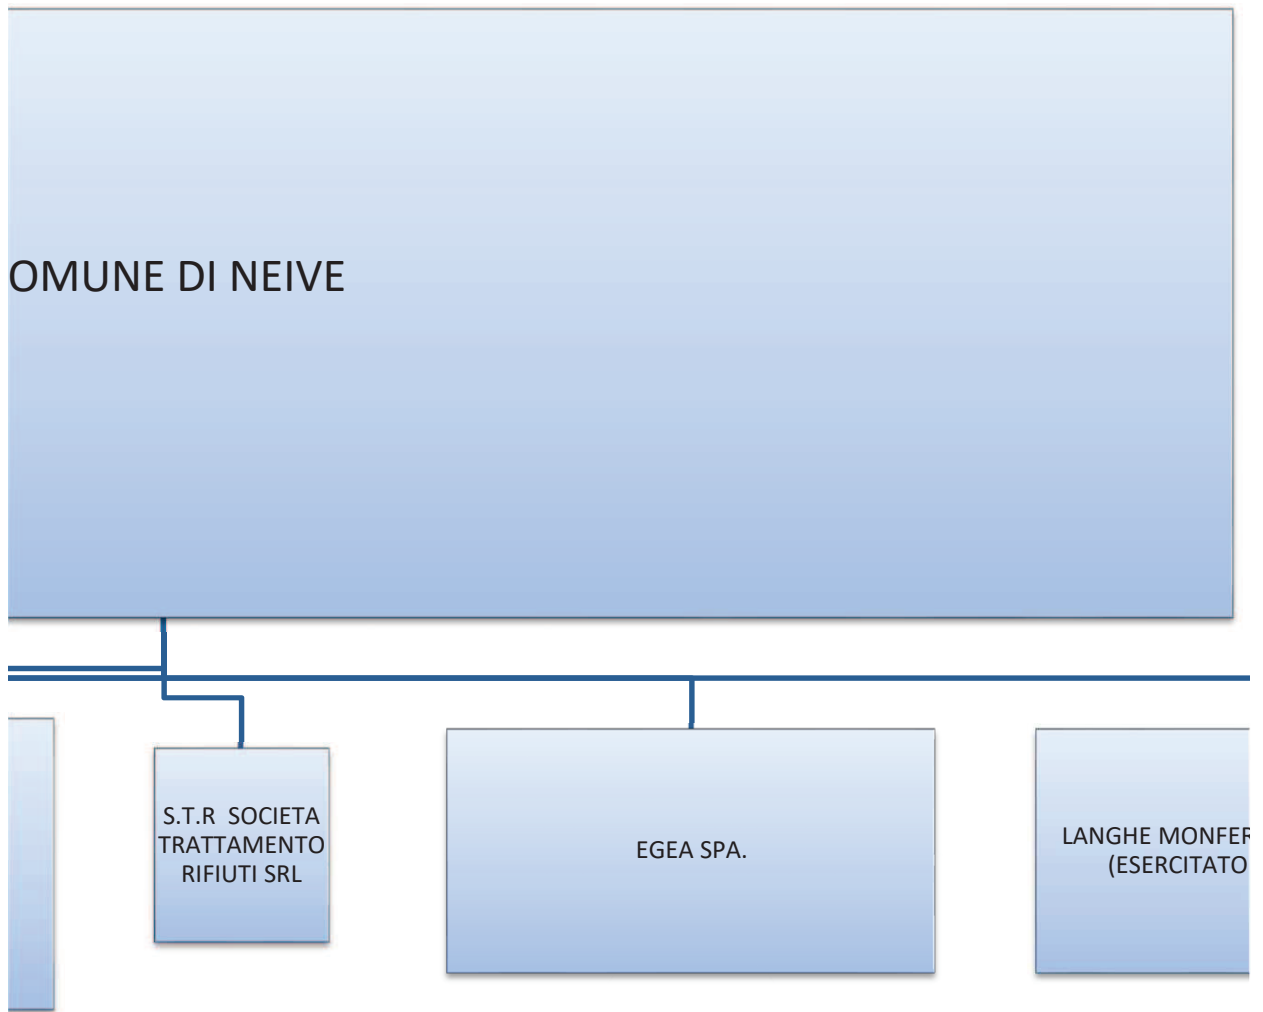 OMUNE DI NEIVE
S.T.R SOCIETA
TRATTAMENTO
RIFIUTI SRL
EGEA SPA.
LANGHE MONFER
(ESERCITATO